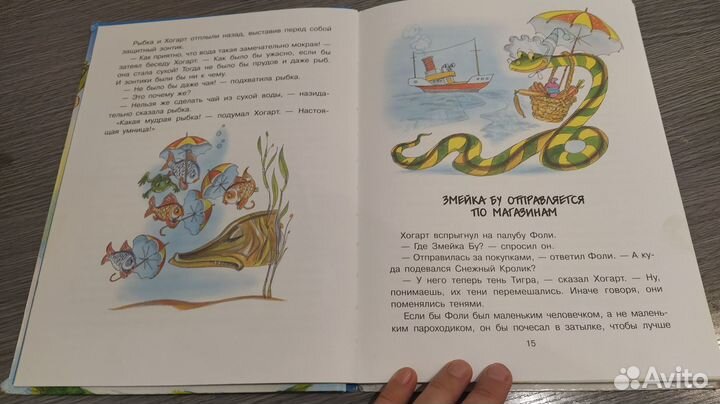 Рыбка и Хогарт отплыли назад, выставив перед собой
защитный зонтик.
— Как приятно, что вода такая замечательно мокрая! —
затеял беседу Хогарт. — Как было бы ужасно, если бы
она стала сухой! Тогда не было бы прудов и даже рыб.
И зонтики были бы ни к чему.
— Не было бы даже чая! — подхватила рыбка.
— Это почему же?
— Нельзя же сделать чай из сухой воды, — назида-
тельно сказала рыбка.
«Какая мудрая рыбка! — подумал Хогарт. — Настоя-
щая умница!»
ЗМЕЙКА БУ ОТПРАВЛЯЕТСЯ
ПО МАГАЗИНАМ
Хогарт вспрыгнул на палубу Фоли.
— Где Змейка Бу? — спросил он.
— Отправилась за покупками, — ответил Фоли. — А ку-
да подевался Снежный Кролик?
— У него теперь тень Тигра, — сказал Хогарт. — Ну,
понимаешь, их тени перемешались. Иначе говоря, они
поменялись тенями.
Если бы Фоли был маленьким человечком, а не малень-
ким пароходиком, он бы почесал в затылке, чтобы лучше
15
Avito